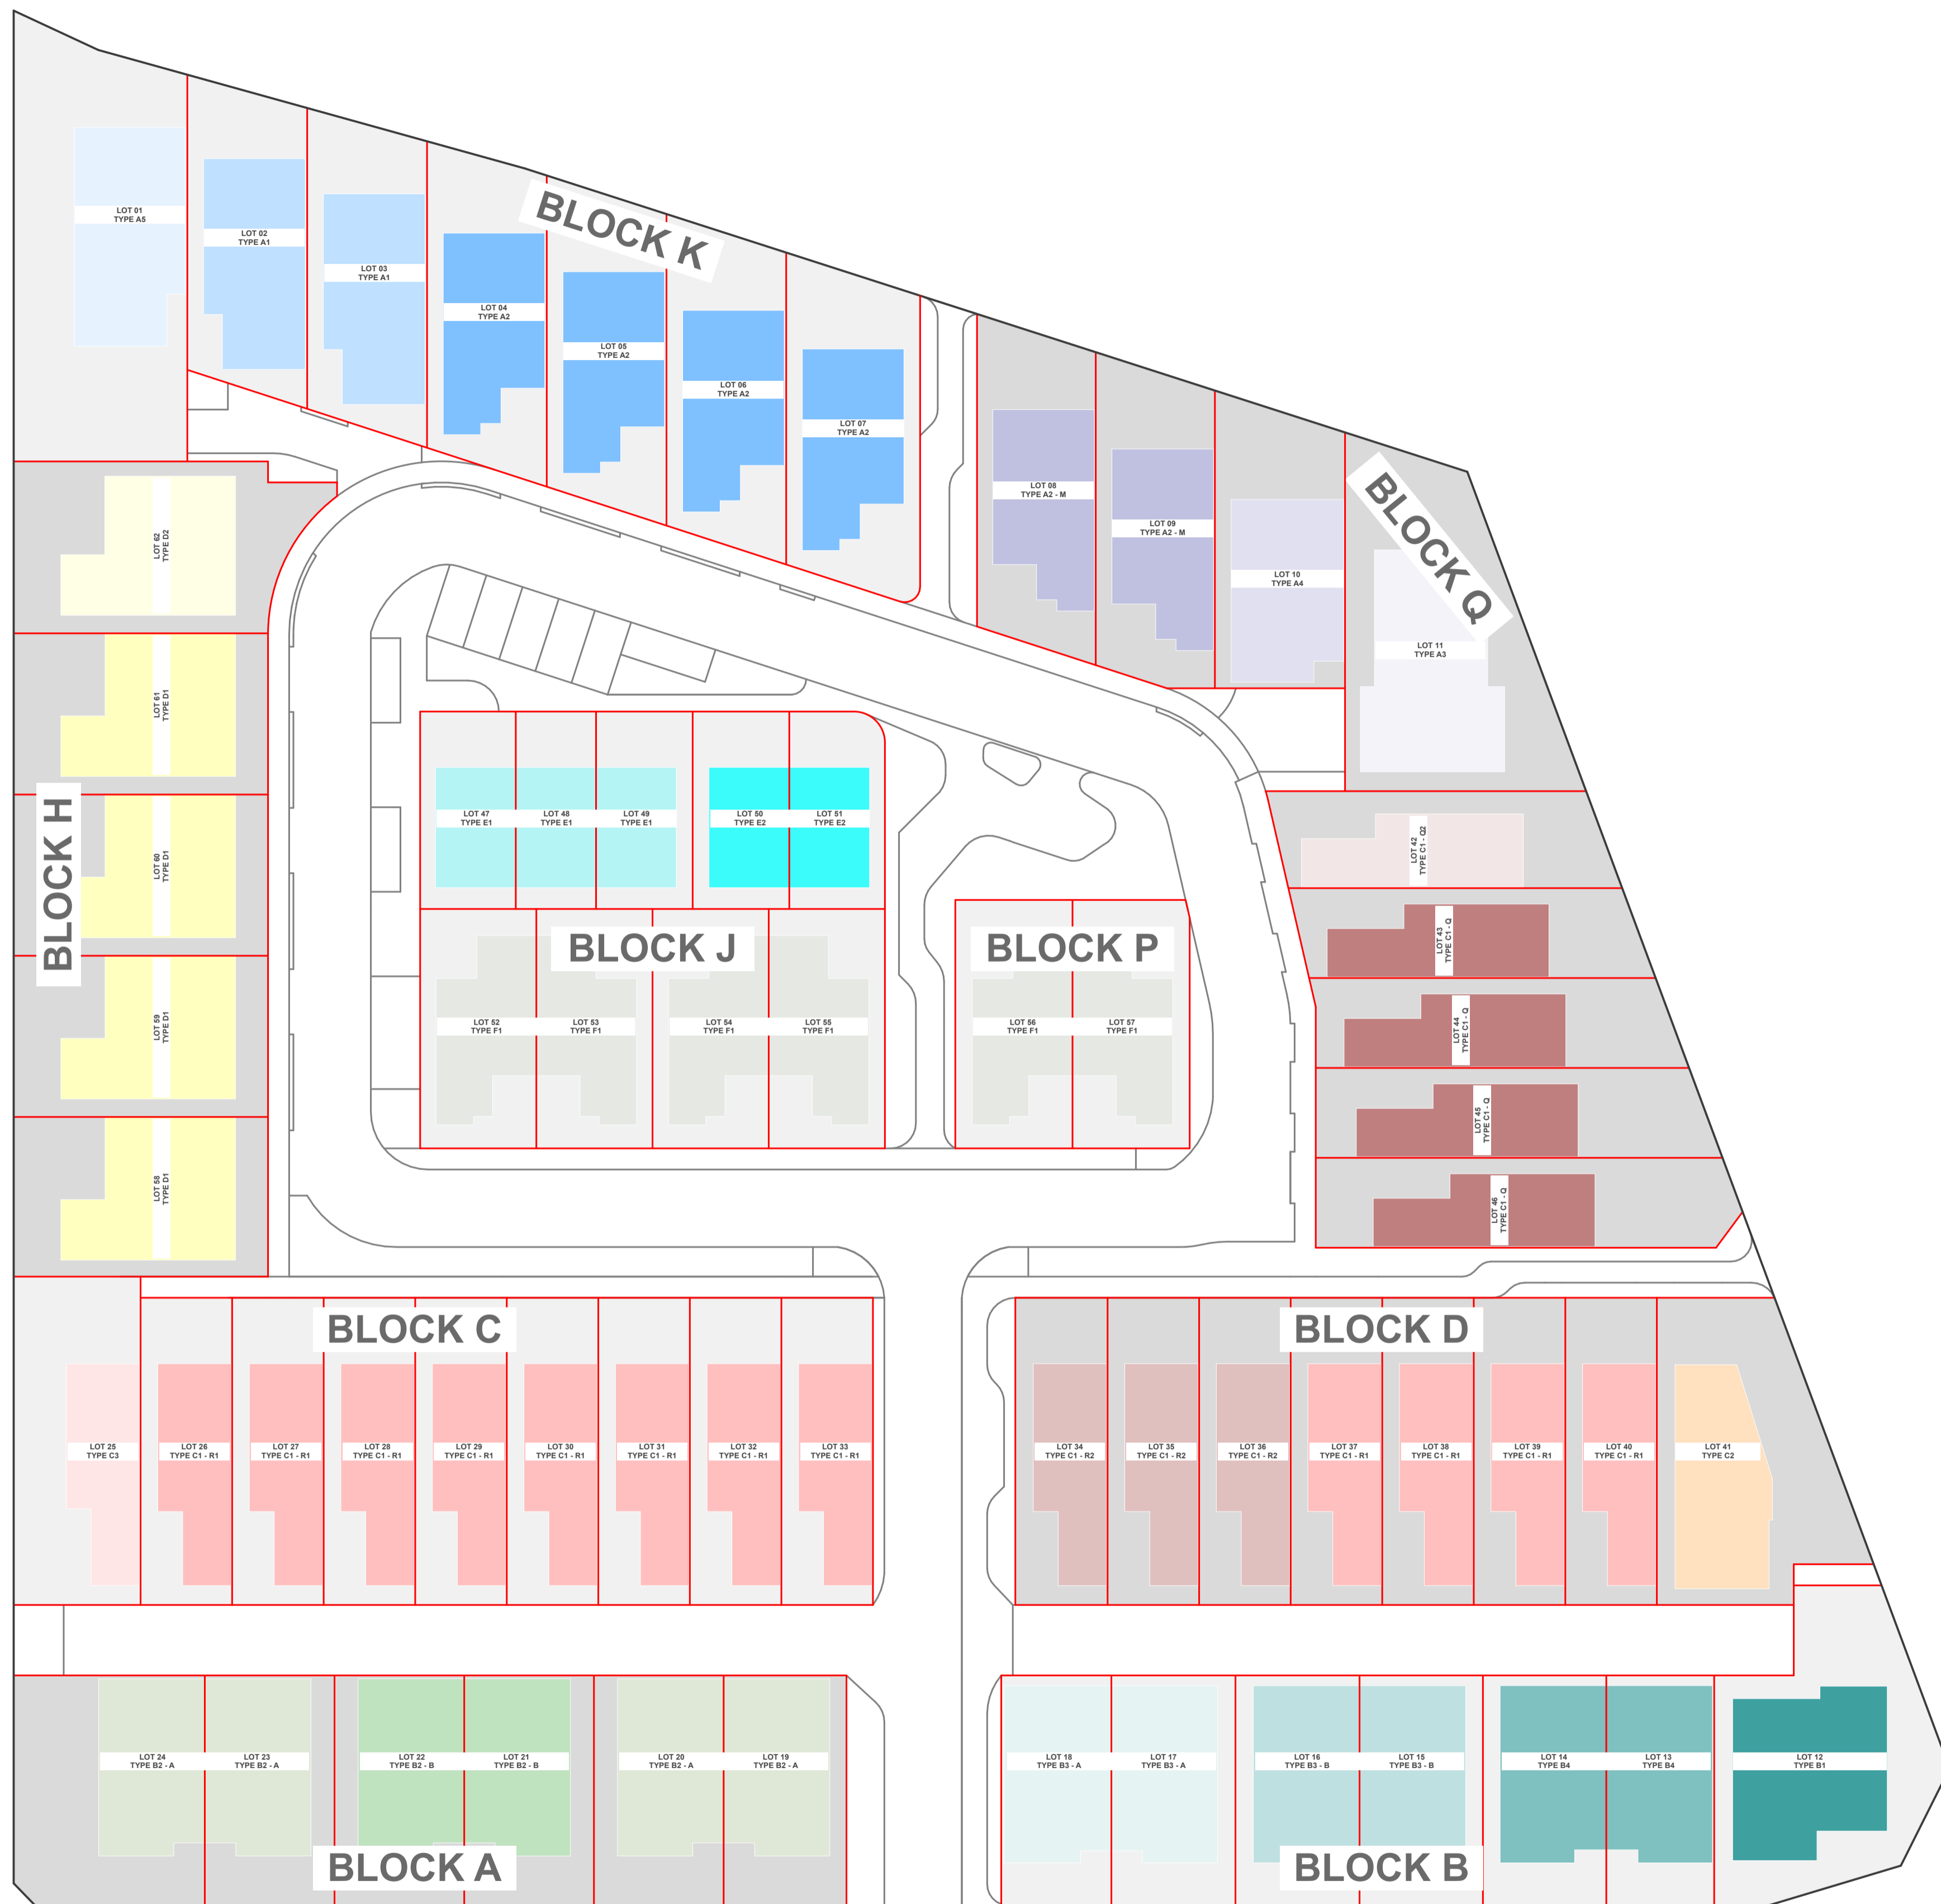 BLOCK K
LOT 01
TYPE A5
LOT 02
TYPE A1
LOT 03
TYPE A1
LOT 04
TYPE A2
LOT 05
TYPE A2
LOT 06
TYPE A2
LOT 07
TYPE A2
BLOCK Q
LOT 08
TYPE A2 - M
LOT 09
TYPE A2 - M
LOT 10
TYPE A4
LOT 11
TYPE A3
LOT 42
TYPE C1 - Q2
LOT 43
TYPE C1 - Q
LOT 44
TYPE C1 - Q
LOT 45
TYPE C1 - Q
LOT 46
TYPE C1 - Q
BLOCK H
LOT 62
TYPE D2
LOT 61
TYPE D1
LOT 60
TYPE D1
LOT 59
TYPE D1
LOT 58
TYPE D1
LOT 47
TYPE E1
LOT 48
TYPE E1
LOT 49
TYPE E1
LOT 50
TYPE E2
LOT 51
TYPE E2
BLOCK J
LOT 52
TYPE F1
LOT 53
TYPE F1
LOT 54
TYPE F1
LOT 55
TYPE F1
BLOCK P
LOT 56
TYPE F1
LOT 57
TYPE F1
BLOCK C
LOT 25
TYPE C3
LOT 26
TYPE C1 - R1
LOT 27
TYPE C1 - R1
LOT 28
TYPE C1 - R1
LOT 29
TYPE C1 - R1
LOT 30
TYPE C1 - R1
LOT 31
TYPE C1 - R1
LOT 32
TYPE C1 - R1
LOT 33
TYPE C1 - R1
BLOCK D
LOT 34
TYPE C1 - R2
LOT 35
TYPE C1 - R2
LOT 36
TYPE C1 - R2
LOT 37
TYPE C1 - R1
LOT 38
TYPE C1 - R1
LOT 39
TYPE C1 - R1
LOT 40
TYPE C1 - R1
LOT 41
TYPE C2
LOT 24
TYPE B2 - A
LOT 23
TYPE B2 - A
LOT 22
TYPE B2 - B
LOT 21
TYPE B2 - B
LOT 20
TYPE B2 - A
LOT 19
TYPE B2 - A
BLOCK A
LOT 18
TYPE B3 - A
LOT 17
TYPE B3 - A
LOT 16
TYPE B3 - B
LOT 15
TYPE B3 - B
LOT 14
TYPE B4
LOT 13
TYPE B4
LOT 12
TYPE B1
BLOCK B